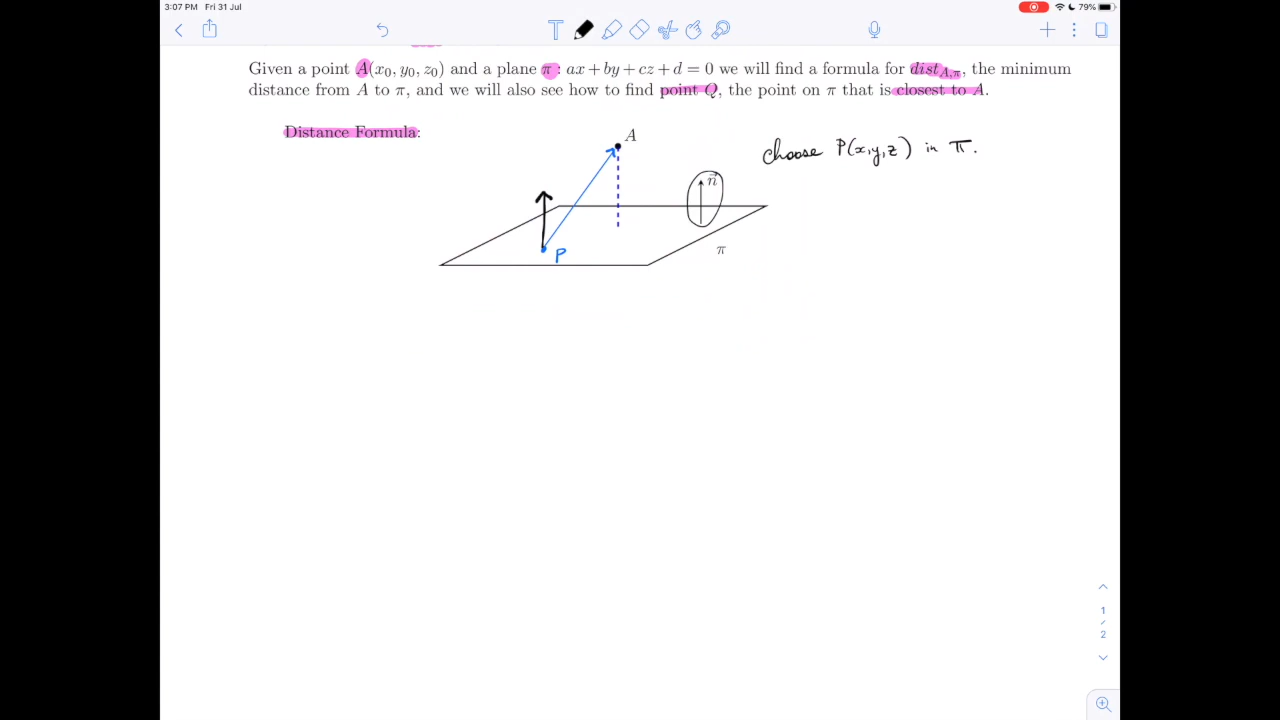 3:07 PM Fri 31 Jul 79%
Given a point A(x₀, y₀, z₀) and a plane π : ax + by + cz + d = 0 we will find a formula for dist_{A,π}, the minimum
distance from A to π, and we will also see how to find point Q, the point on π that is closest to A.
Distance Formula:
A
choose P(x,y,z) in π.
n⃗
P
π
1
/
2